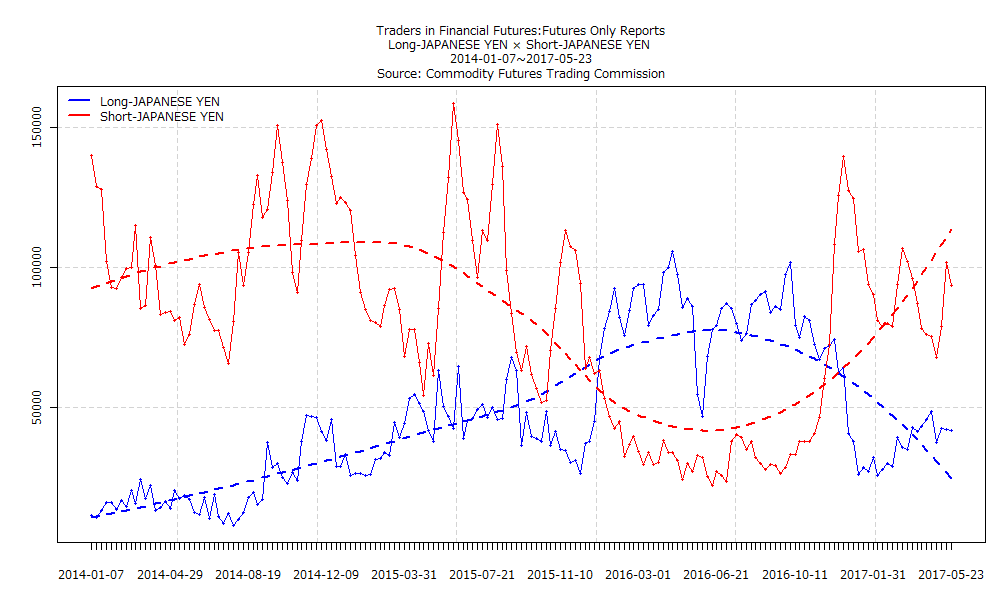 Traders in Financial Futures:Futures Only Reports
Long-JAPANESE YEN × Short-JAPANESE YEN
2014-01-07~2017-05-23
Source: Commodity Futures Trading Commission
Long-JAPANESE YEN
Short-JAPANESE YEN
150000
100000
50000
2014-01-07 2014-04-29 2014-08-19 2014-12-09 2015-03-31 2015-07-21 2015-11-10 2016-03-01 2016-06-21 2016-10-11 2017-01-31 2017-05-23